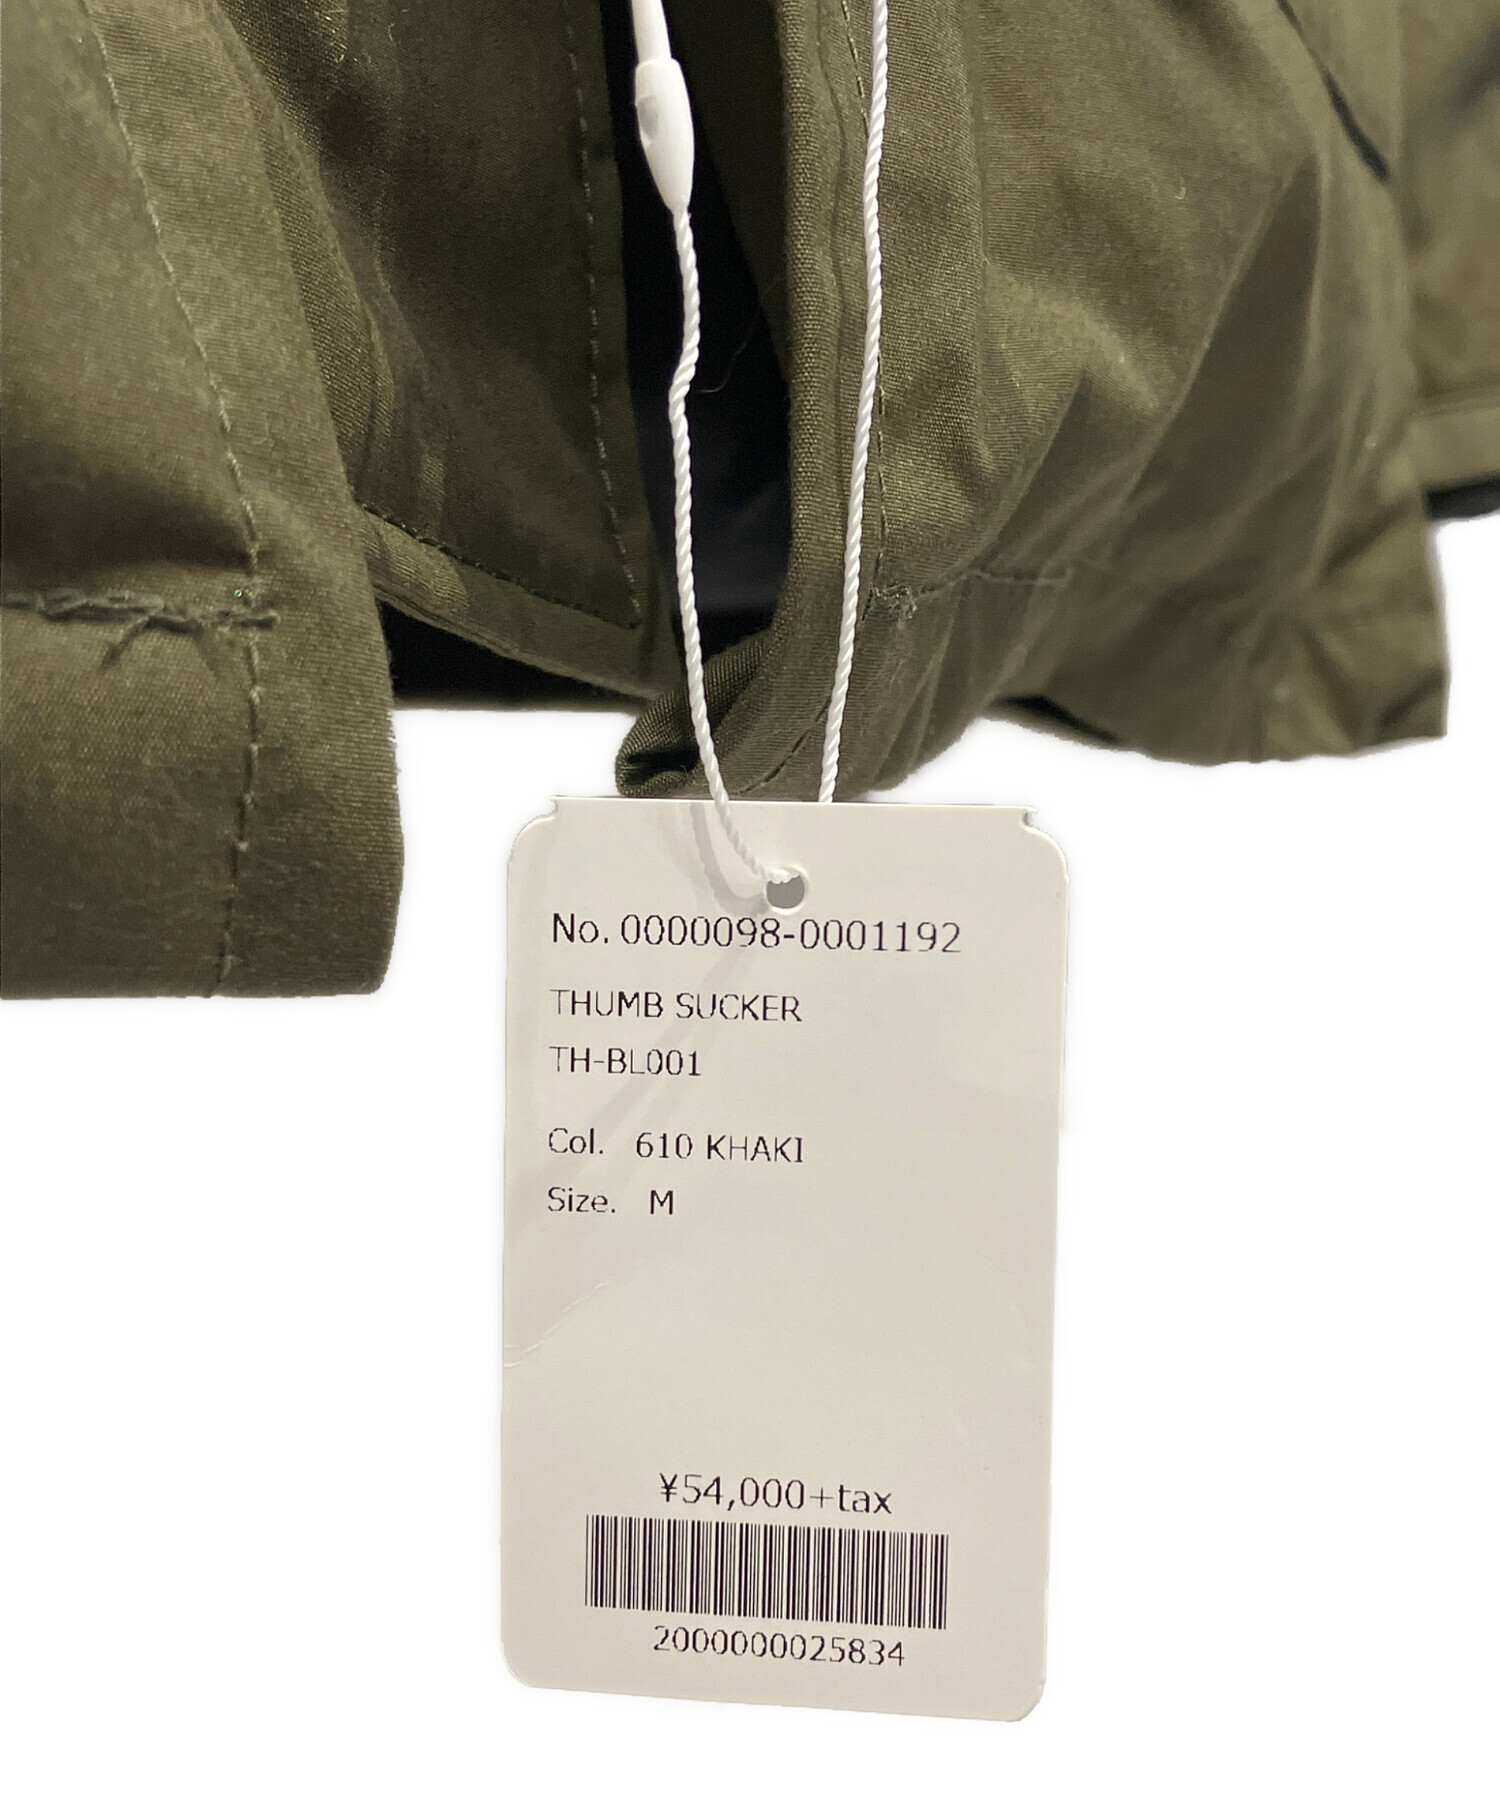 No. 0000098-0001192
THUMB SUCKER
TH-BL001
Col. 610 KHAKI
Size. M
¥54,000+tax
2000000025834